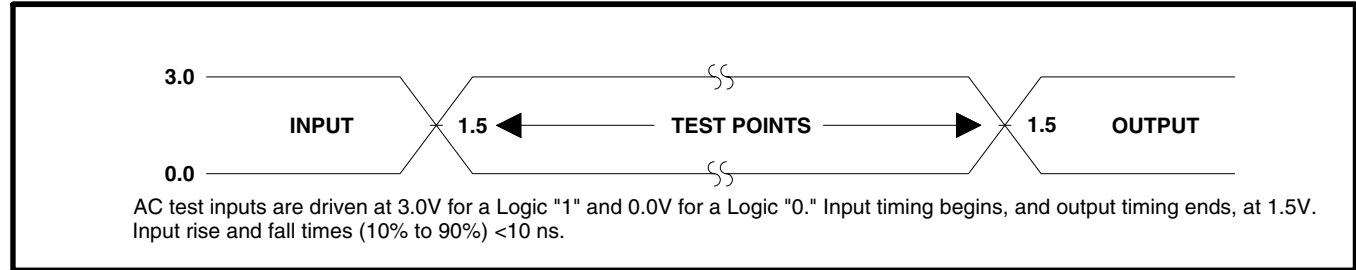 3.0
INPUT 1.5 TEST POINTS 1.5 OUTPUT
0.0
AC test inputs are driven at 3.0V for a Logic "1" and 0.0V for a Logic "0." Input timing begins, and output timing ends, at 1.5V.
Input rise and fall times (10% to 90%) <10 ns.